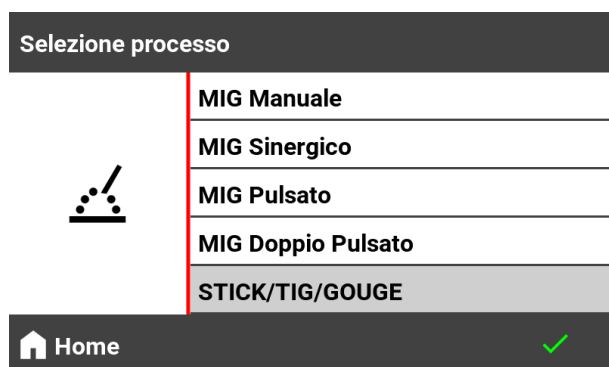 Selezione processo
MIG Manuale
MIG Sinergico
MIG Pulsato
MIG Doppio Pulsato
STICK/TIG/GOUGE
Home